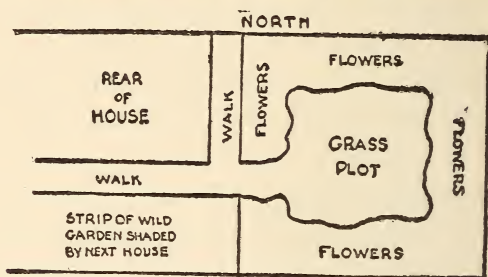 NORTH
REAR
OF
HOUSE
WALK
FLOWERS
FLOWERS
GRASS
PLOT
FLOWERS
WALK
STRIP OF WILD
GARDEN SHADED
BY NEXT HOUSE
FLOWERS